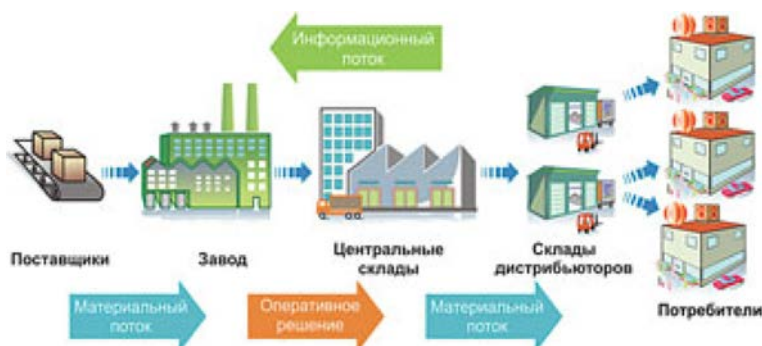 Информационный
поток
Поставщики
Завод
Центральные
склады
Склады
дистрибьюторов
Потребители
Материальный
поток
Оперативное
решение
Материальный
поток